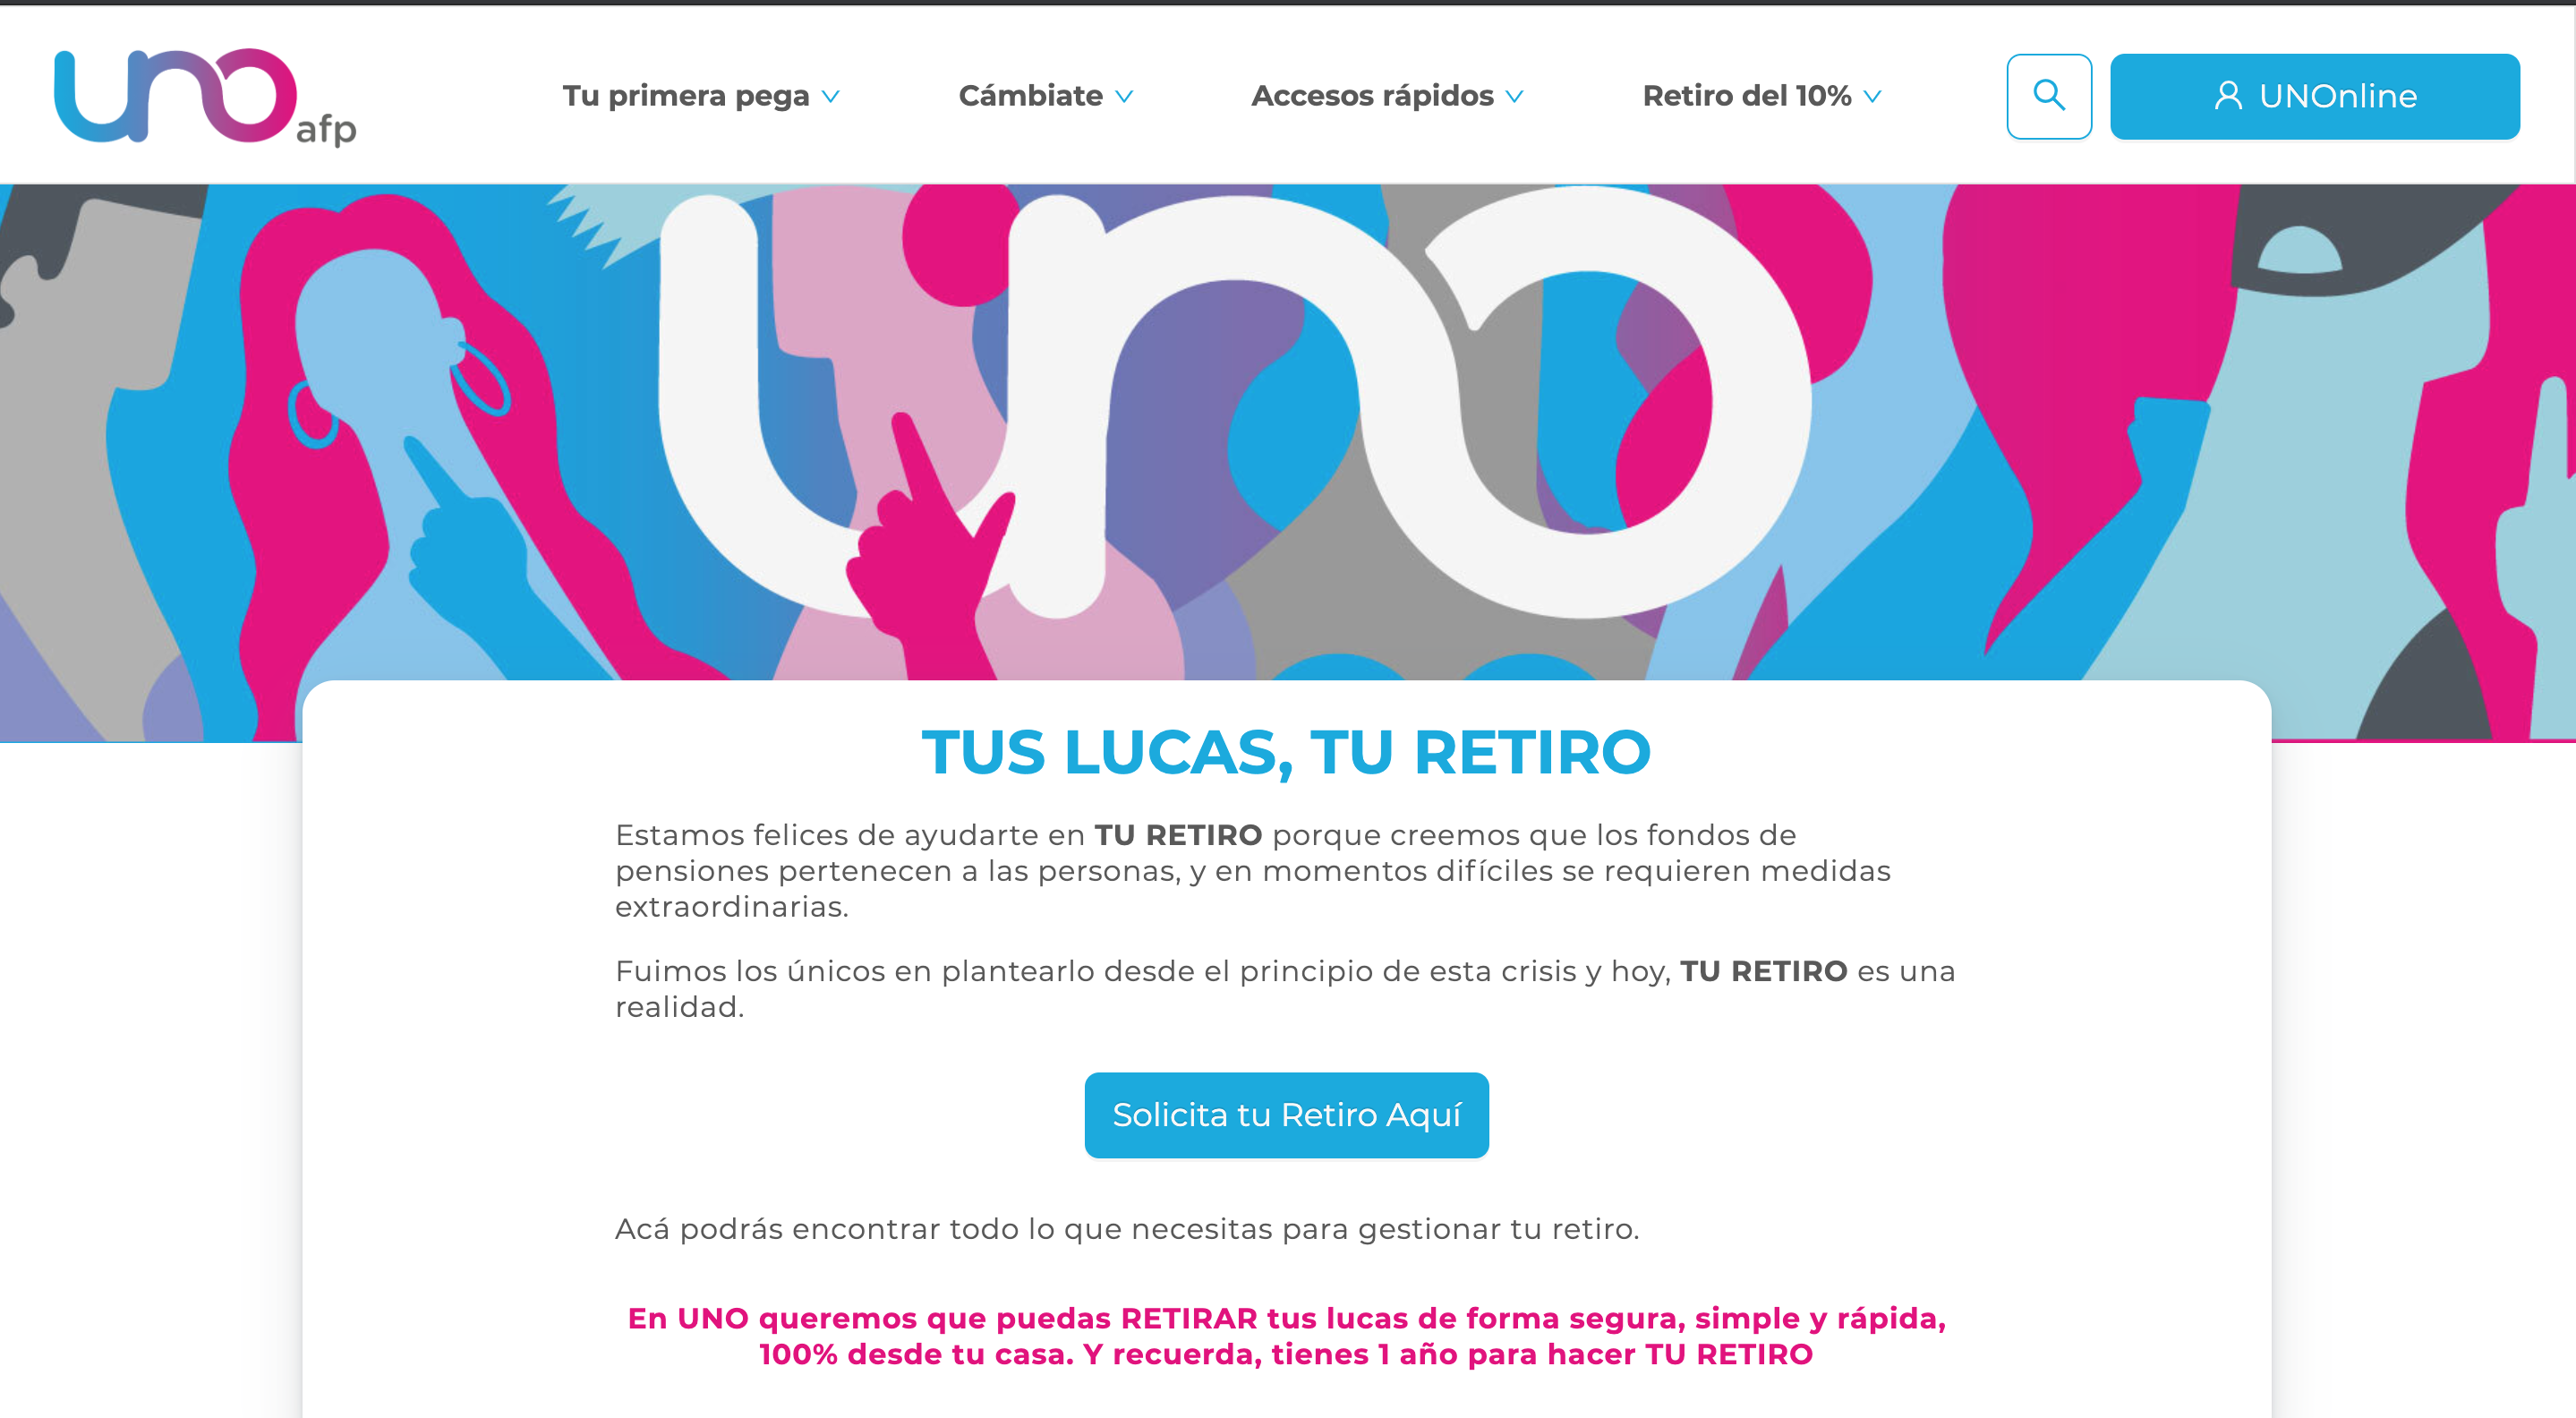 uno afp
Tu primera pega
Cámbiate
Accesos rápidos
Retiro del 10%
UNOnline
uno
TUS LUCAS, TU RETIRO
Estamos felices de ayudarte en TU RETIRO porque creemos que los fondos de
pensiones pertenecen a las personas, y en momentos difíciles se requieren medidas
extraordinarias.
Fuimos los únicos en plantearlo desde el principio de esta crisis y hoy, TU RETIRO es una
realidad.
Solicita tu Retiro Aquí
Acá podrás encontrar todo lo que necesitas para gestionar tu retiro.
En UNO queremos que puedas RETIRAR tus lucas de forma segura, simple y rápida,
100% desde tu casa. Y recuerda, tienes 1 año para hacer TU RETIRO